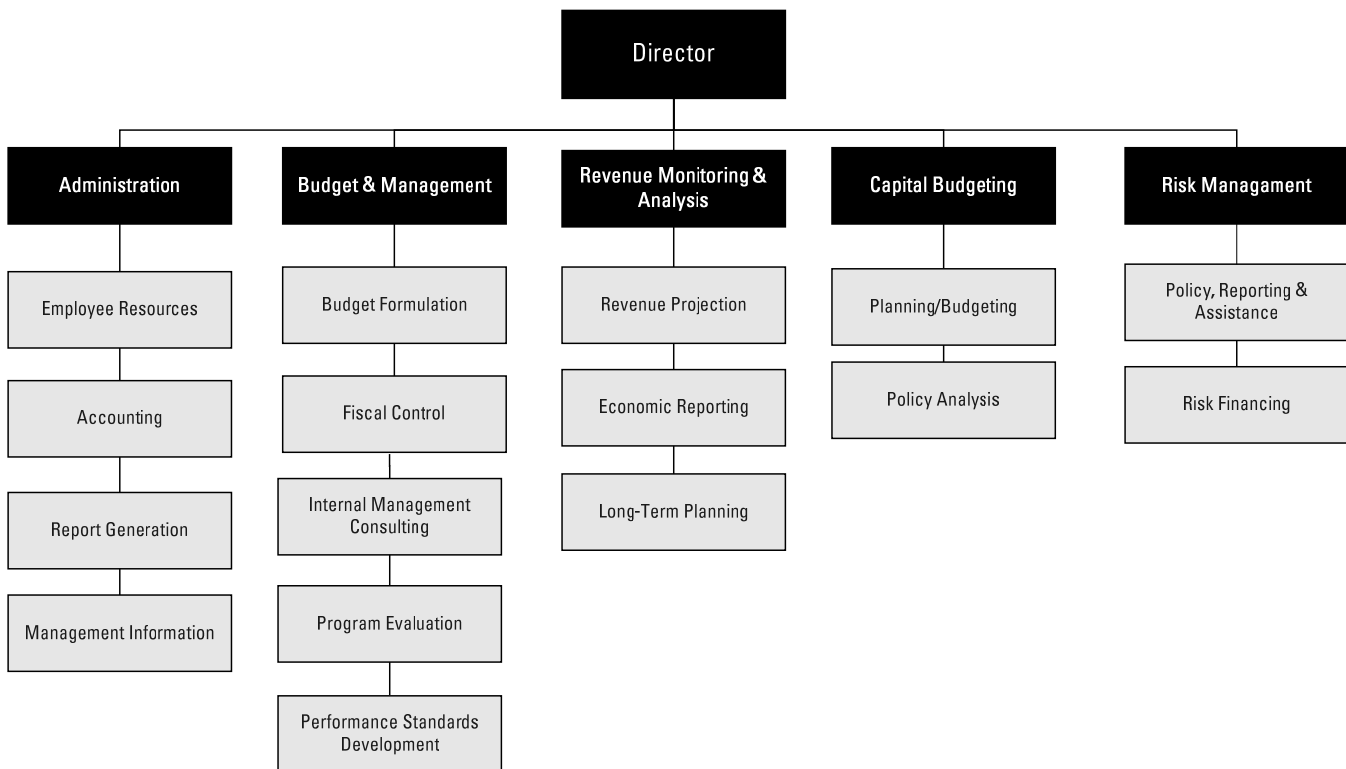 Director
Administration
Employee Resources
Accounting
Report Generation
Management Information
Budget & Management
Budget Formulation
Fiscal Control
Internal Management
Consulting
Program Evaluation
Performance Standards
Development
Revenue Monitoring &
Analysis
Revenue Projection
Economic Reporting
Long-Term Planning
Capital Budgeting
Planning/Budgeting
Policy Analysis
Risk Managament
Policy, Reporting &
Assistance
Risk Financing